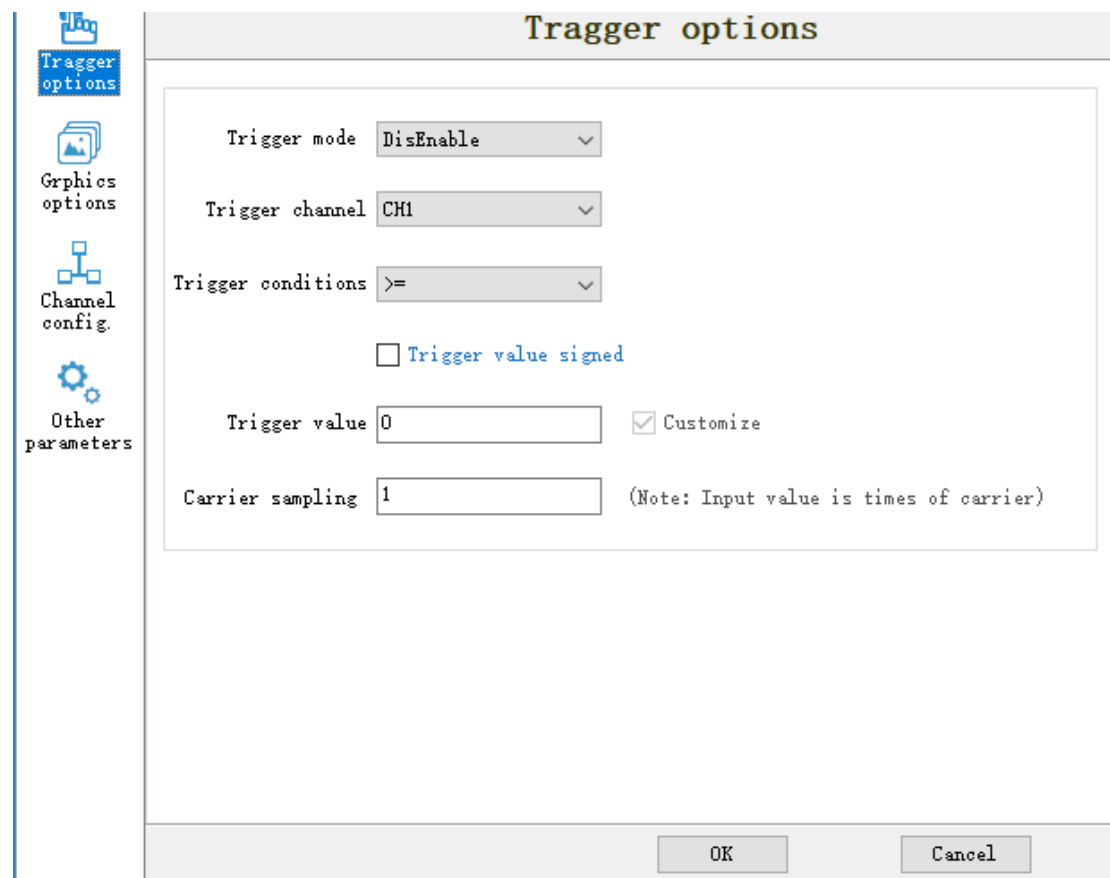 Tragger options
Tragger
options
Grphics
options
Channel
config.
Other
parameters
Trigger mode DisEnable
Trigger channel CH1
Trigger conditions >=
Trigger value signed
Trigger value 0 Customize
Carrier sampling 1 (Note: Input value is times of carrier)
OK Cancel